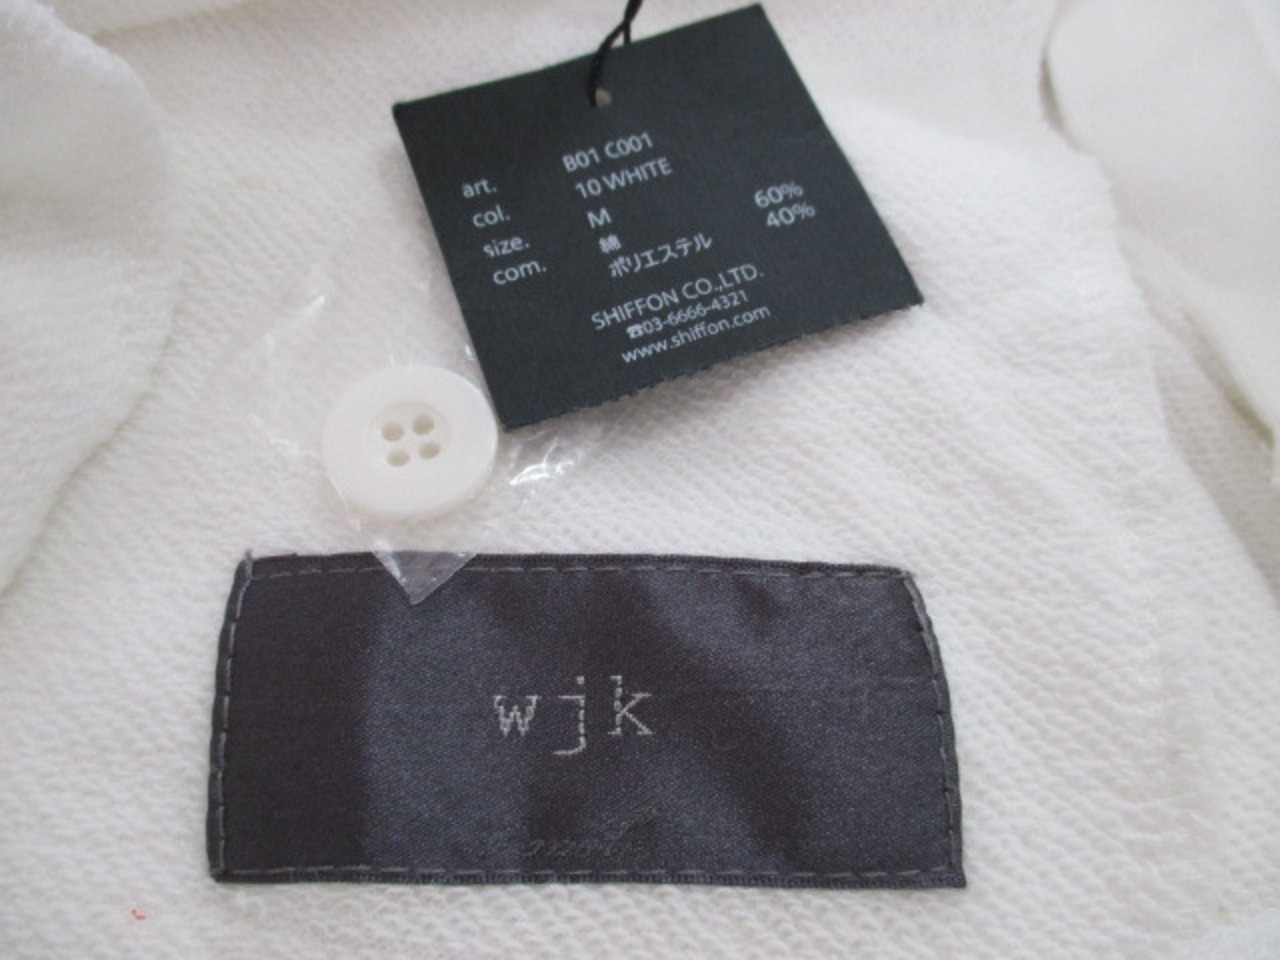 art. B01 C001
col. 10 WHITE
size. M
com. 綿 60%
ポリエステル 40%
SHIFFON CO.,LTD.
☎03-6666-4321
www.shiffon.com
wjk